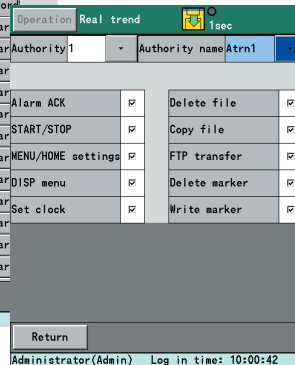 ord
Operation Real trend 1sec
Authority 1 Authority name Atrn1
Alarm ACK Delete file
START/STOP Copy file
MENU/HOME settings FTP transfer
DISP menu Delete marker
Set clock Write marker
Return
Administrator(Admin) Log in time: 10:00:42